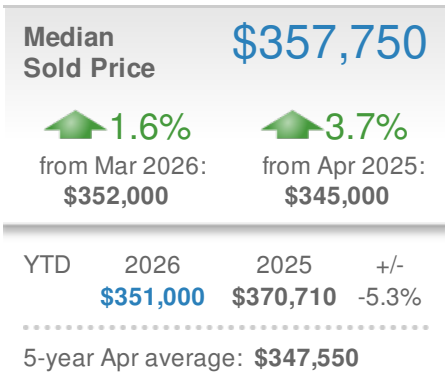 Median
Sold Price
$357,750
1.6%
from Mar 2026:
$352,000
3.7%
from Apr 2025:
$345,000
YTD 2026 2025 +/-
$351,000 $370,710 -5.3%
5-year Apr average: $347,550